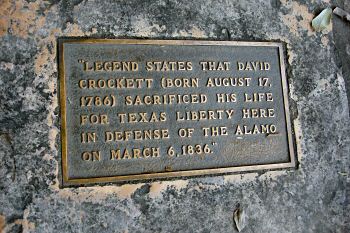 "LEGEND STATES THAT DAVID
CROCKETT (BORN AUGUST 17,
1786) SACRIFICED HIS LIFE
FOR TEXAS LIBERTY HERE
IN DEFENSE OF THE ALAMO
ON MARCH 6, 1836."